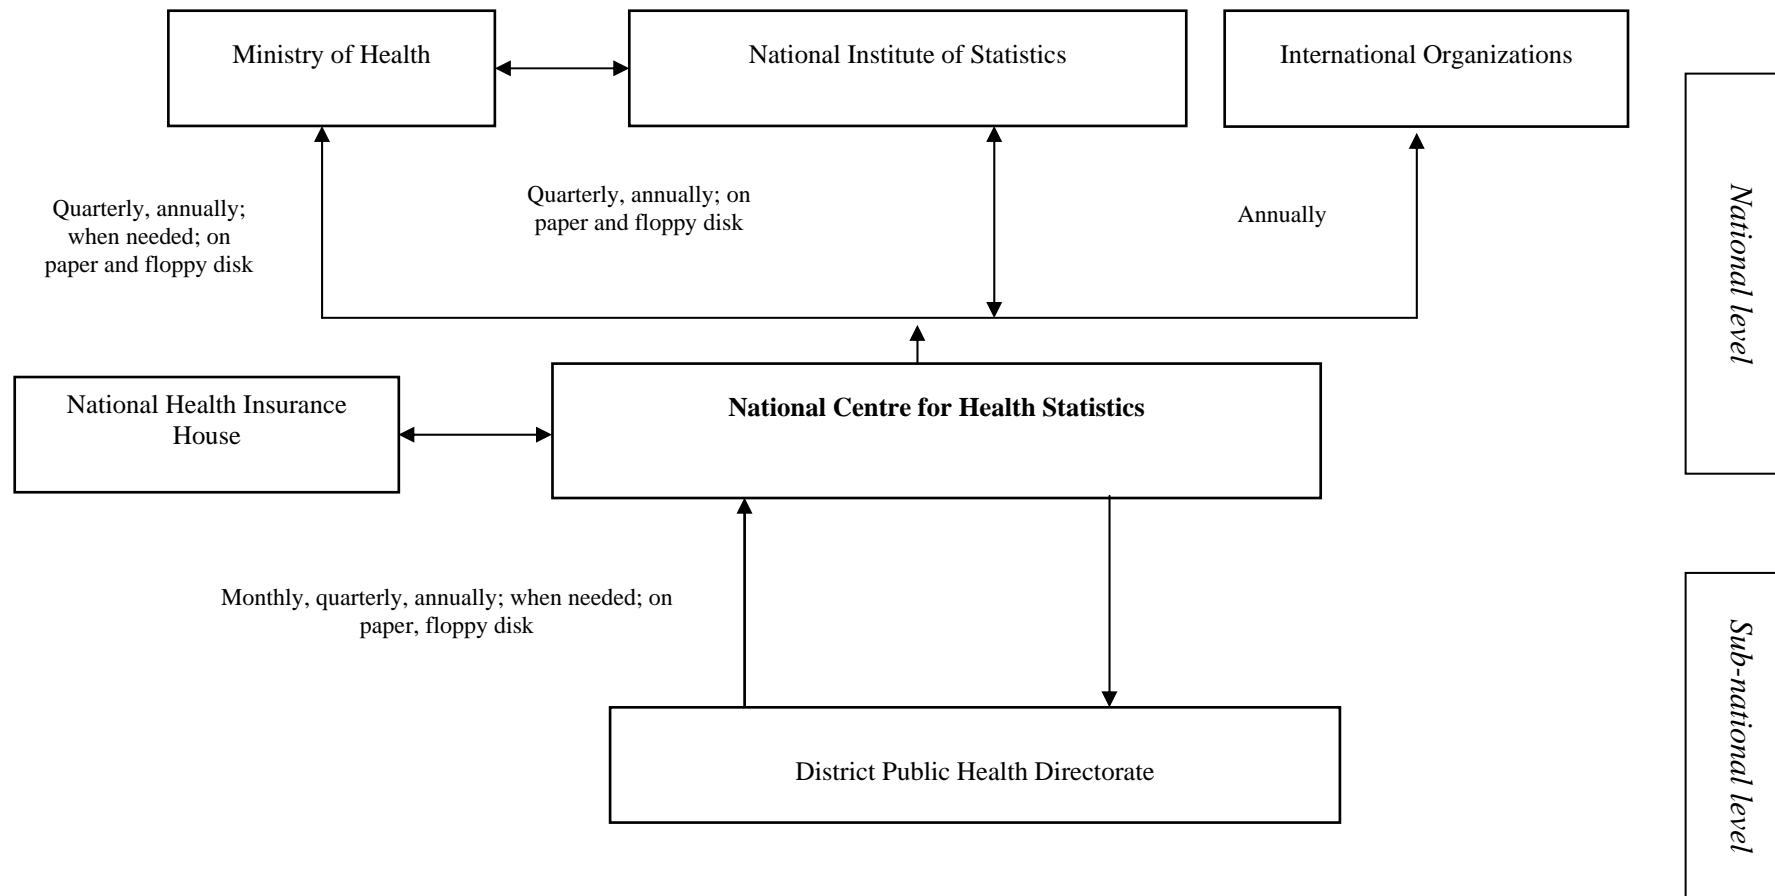 Ministry of Health
National Institute of Statistics
International Organizations
Quarterly, annually;
when needed; on
paper and floppy disk
Quarterly, annually; on
paper and floppy disk
Annually
National level
National Health Insurance
House
National Centre for Health Statistics
Monthly, quarterly, annually; when needed; on
paper, floppy disk
Sub-national level
District Public Health Directorate